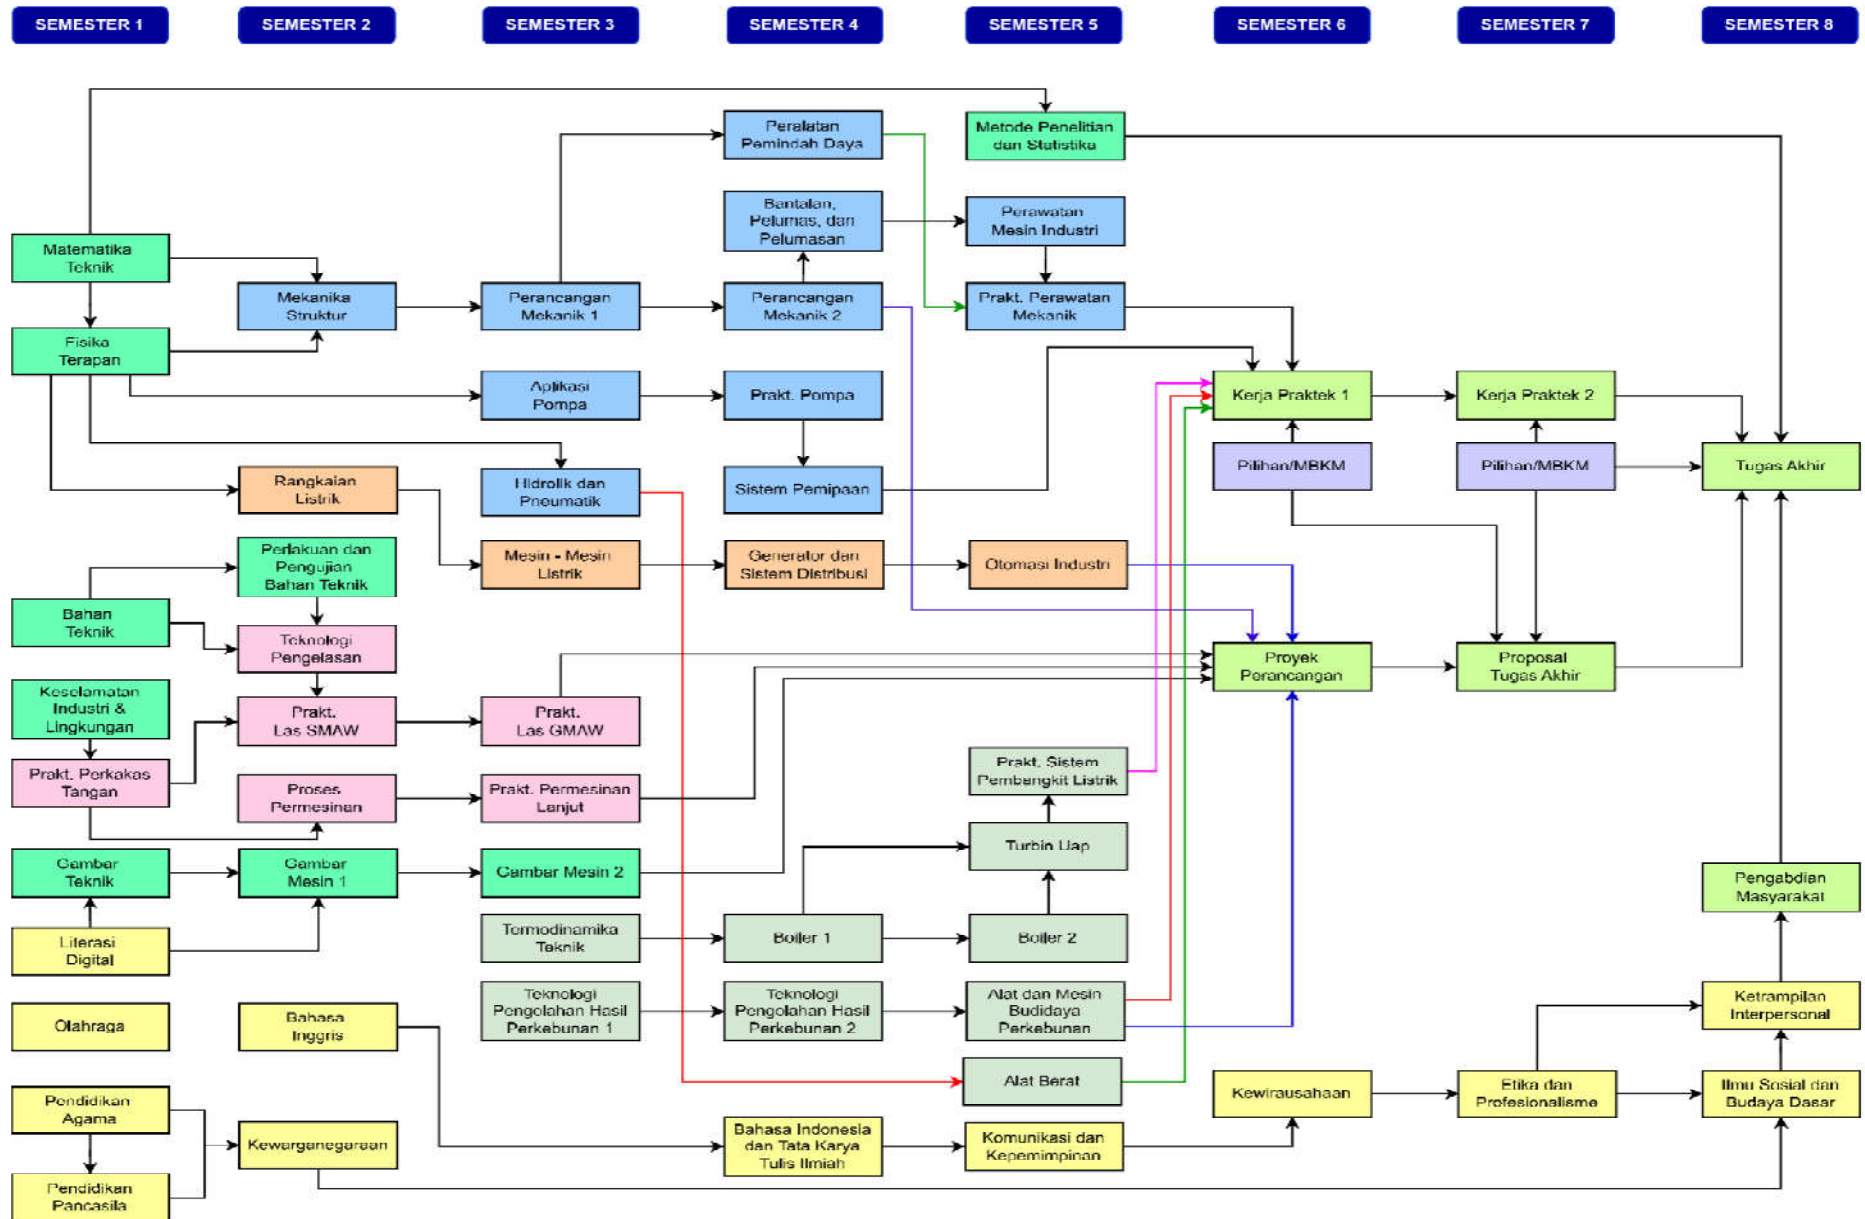 SEMESTER 1
SEMESTER 2
SEMESTER 3
SEMESTER 4
SEMESTER 5
SEMESTER 6
SEMESTER 7
SEMESTER 8
Matematika
Teknik
Fisika
Terapan
Bahan
Teknik
Keselamatan
Industri &
Lingkungan
Prakt. Perkakas
Tangan
Gambar
Teknik
Literasi
Digital
Olahraga
Pendidikan
Agama
Pendidikan
Pancasila
Mekanika
Struktur
Rangkaian
Listrik
Perlakuan dan
Pengujian
Bahan Teknik
Teknologi
Pengelasan
Prakt.
Las SMAW
Proses
Permesinan
Gambar
Mesin 1
Bahasa
Inggris
Kewarganegaraan
Perancangan
Mekanik 1
Aplikasi
Pompa
Hidrolik dan
Pneumatik
Mesin - Mesin
Listrik
Prakt.
Las GMAW
Prakt. Permesinan
Lanjut
Gambar Mesin 2
Termodinamika
Teknik
Teknologi
Pengolahan Hasil
Perkebunan 1
Peralatan
Pemindah Daya
Bantalan,
Pelumas, dan
Pelumasan
Perancangan
Mekanik 2
Prakt. Pompa
Sistem Pemipaan
Generator dan
Sistem Distribusi
Boiler 1
Teknologi
Pengolahan Hasil
Perkebunan 2
Bahasa Indonesia
dan Tata Karya
Tulis Ilmiah
Metode Penelitian
dan Statistika
Perawatan
Mesin Industri
Prakt. Perawatan
Mekanik
Otomasi Industri
Prakt. Sistem
Pembangkit Listrik
Turbin Uap
Boiler 2
Alat dan Mesin
Budidaya
Perkebunan
Alat Berat
Komunikasi dan
Kepemimpinan
Kerja Praktek 1
Pilihan/MBKM
Proyek
Perancangan
Kewirausahaan
Kerja Praktek 2
Pilihan/MBKM
Proposal
Tugas Akhir
Etika dan
Profesionalisme
Tugas Akhir
Pengabdian
Masyarakat
Ketrampilan
Interpersonal
Ilmu Sosial dan
Budaya Dasar